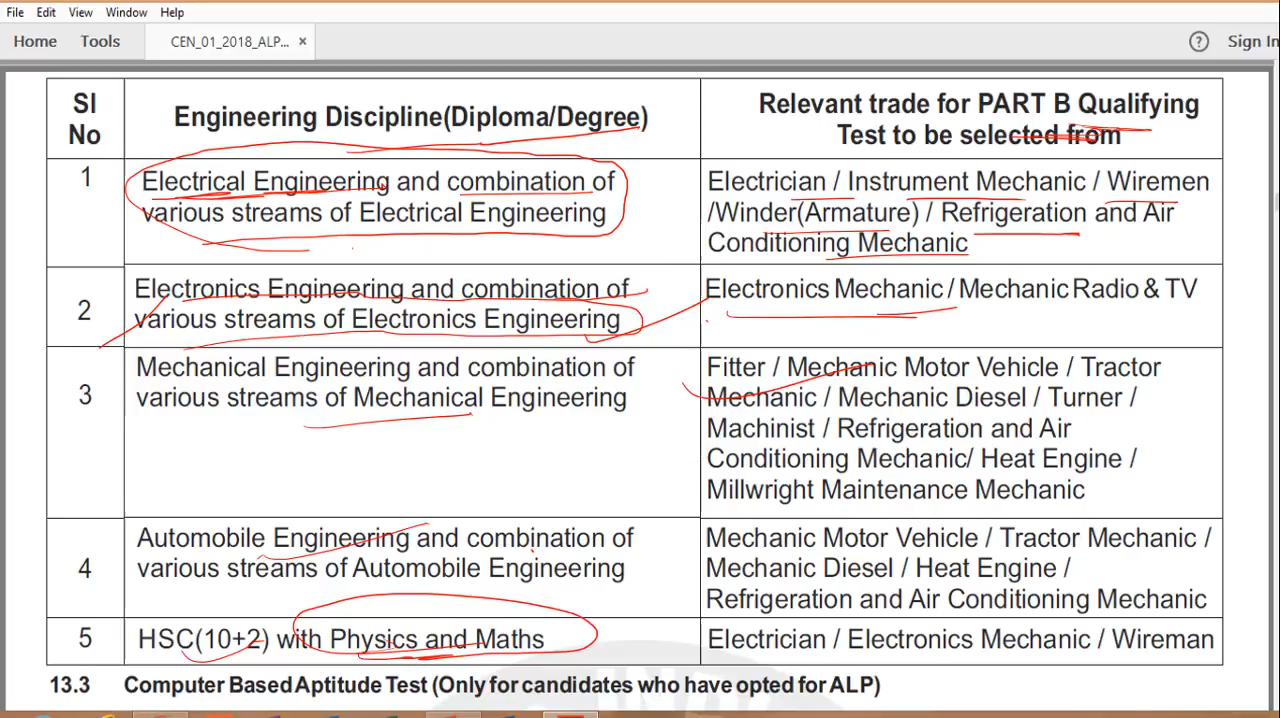 File Edit View Window Help
Home Tools CEN_01_2018_ALP... × ? Sign In
Sl No
Engineering Discipline(Diploma/Degree)
Relevant trade for PART B Qualifying
Test to be selected from
1
Electrical Engineering and combination of
various streams of Electrical Engineering
Electrician / Instrument Mechanic / Wiremen
/Winder(Armature) / Refrigeration and Air
Conditioning Mechanic
2
Electronics Engineering and combination of
various streams of Electronics Engineering
Electronics Mechanic / Mechanic Radio & TV
3
Mechanical Engineering and combination of
various streams of Mechanical Engineering
Fitter / Mechanic Motor Vehicle / Tractor
Mechanic / Mechanic Diesel / Turner /
Machinist / Refrigeration and Air
Conditioning Mechanic/ Heat Engine /
Millwright Maintenance Mechanic
4
Automobile Engineering and combination of
various streams of Automobile Engineering
Mechanic Motor Vehicle / Tractor Mechanic /
Mechanic Diesel / Heat Engine /
Refrigeration and Air Conditioning Mechanic
5
HSC(10+2) with Physics and Maths
Electrician / Electronics Mechanic / Wireman
13.3 Computer Based Aptitude Test (Only for candidates who have opted for ALP)